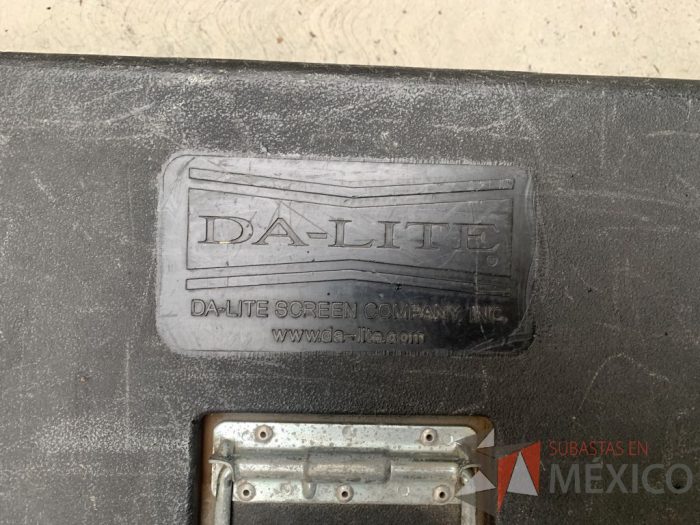 DA-LITE
DA-LITE SCREEN COMPANY, INC.
www.da-lite.com
SUBASTAS EN
MÉXICO